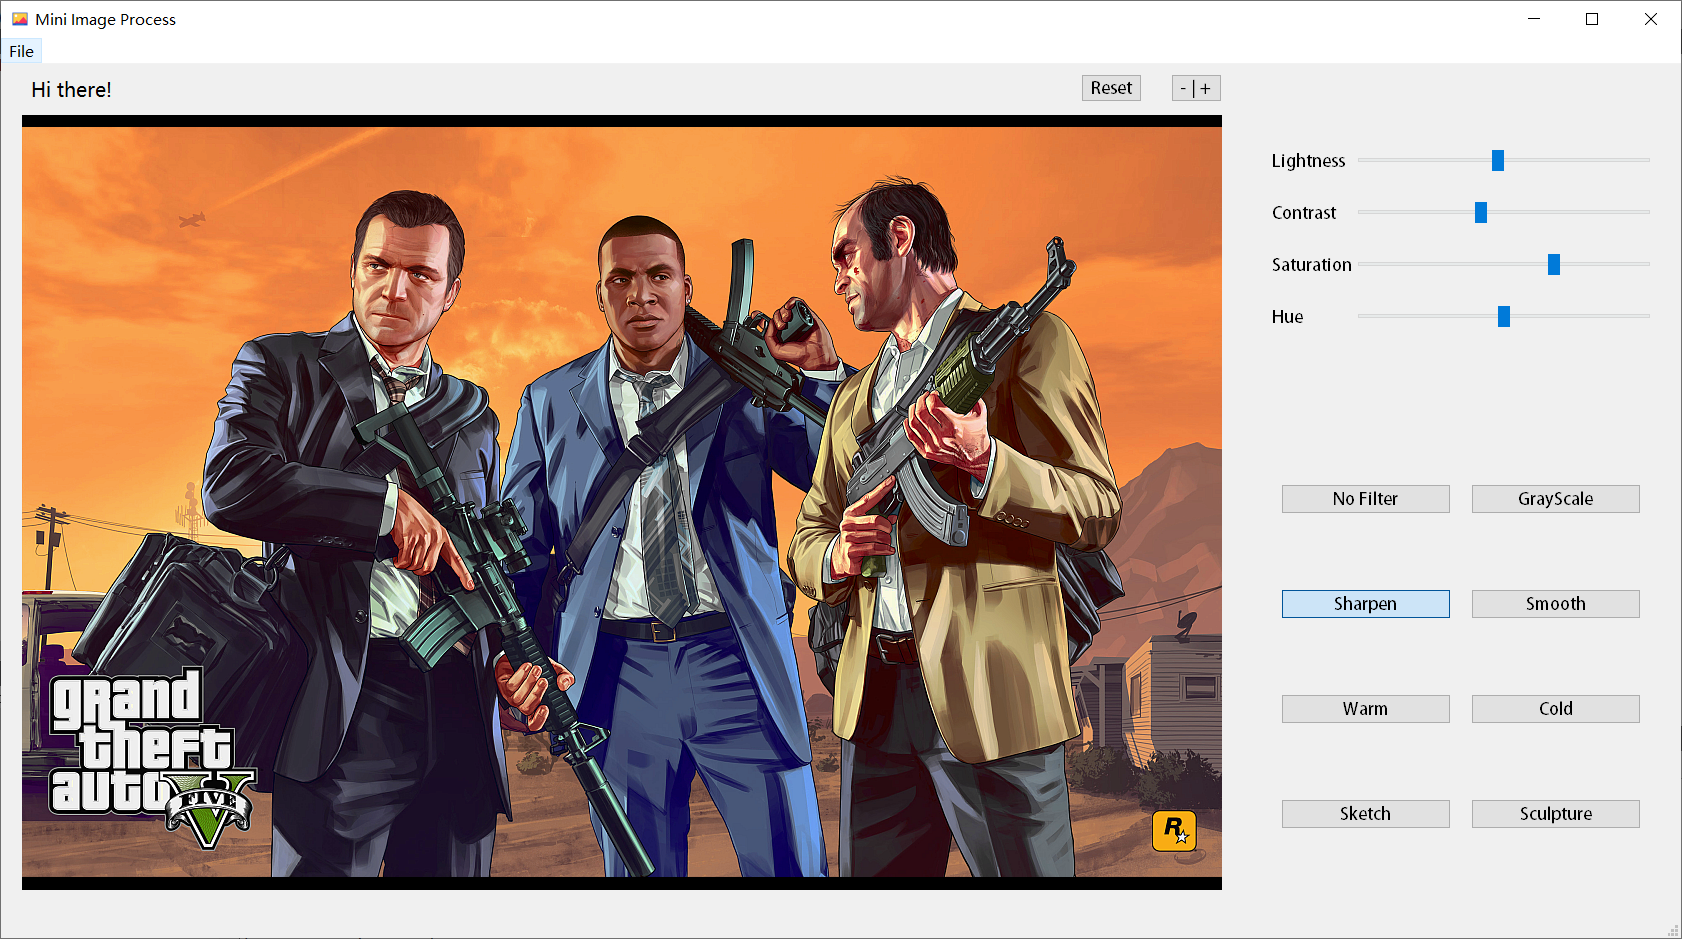 Mini Image Process
File
Hi there!
Reset
- | +
Lightness
Contrast
Saturation
Hue
No Filter
GrayScale
Sharpen
Smooth
Warm
Cold
Sketch
Sculpture
grand
theft
auto V
FIVE
R